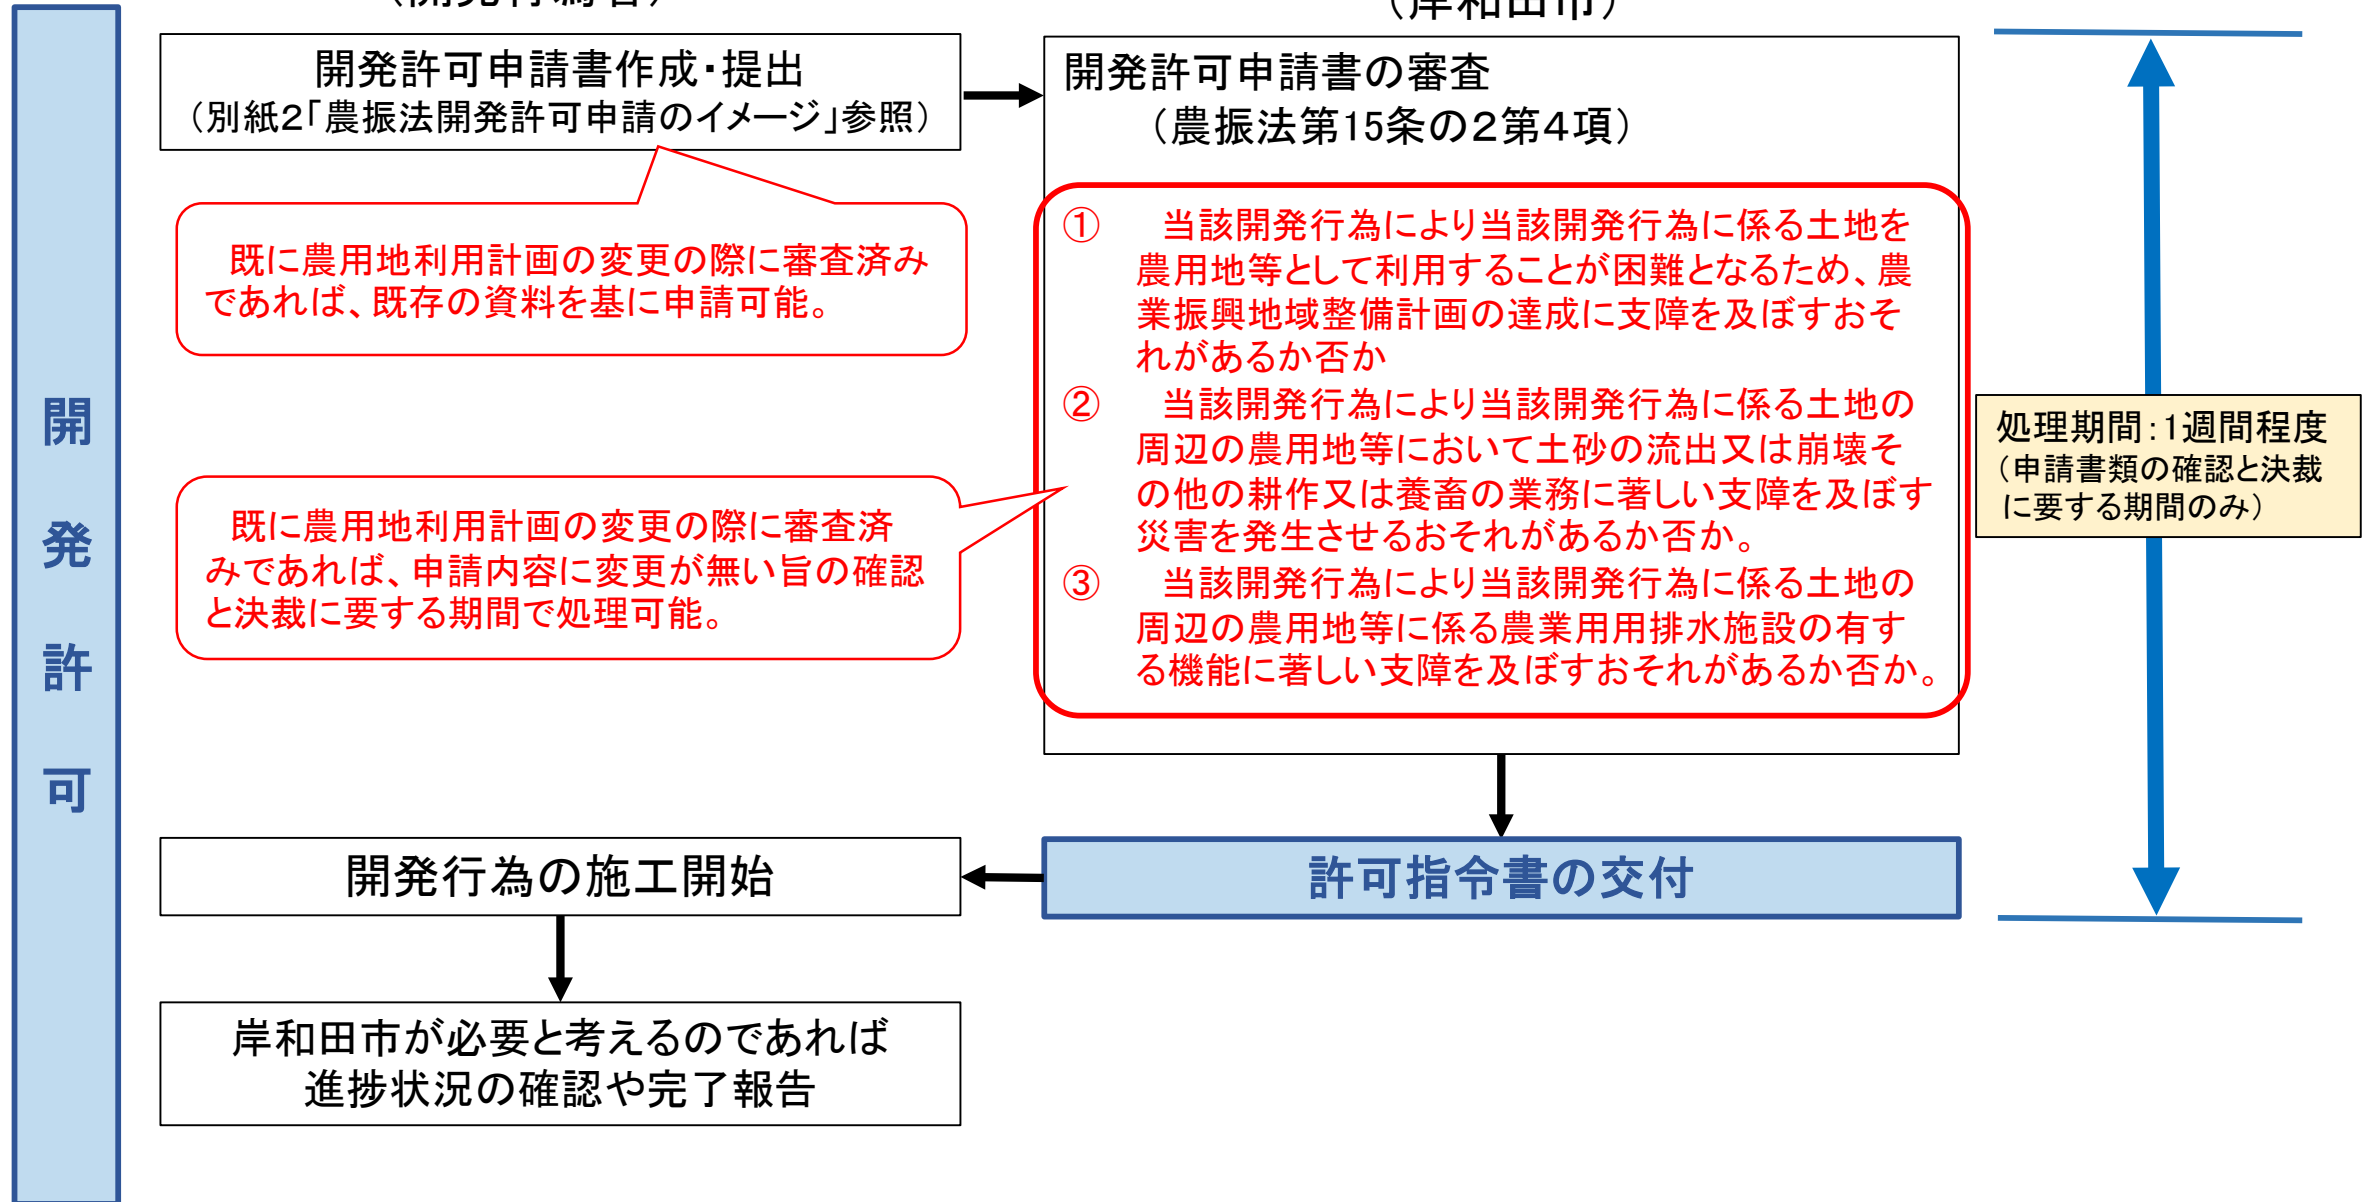 (開発行為者)
(岸和田市)
開発許可
開発許可申請書作成・提出
(別紙2「農振法開発許可申請のイメージ」参照)
既に農用地利用計画の変更の際に審査済み
であれば、既存の資料を基に申請可能。
既に農用地利用計画の変更の際に審査済
みであれば、申請内容に変更が無い旨の確認
と決裁に要する期間で処理可能。
開発許可申請書の審査
(農振法第15条の2第4項)
① 当該開発行為により当該開発行為に係る土地を
農用地等として利用することが困難となるため、農
業振興地域整備計画の達成に支障を及ぼすおそ
れがあるか否か
② 当該開発行為により当該開発行為に係る土地の
周辺の農用地等において土砂の流出又は崩壊そ
の他の耕作又は養畜の業務に著しい支障を及ぼす
災害を発生させるおそれがあるか否か。
③ 当該開発行為により当該開発行為に係る土地の
周辺の農用地等に係る農業用用排水施設の有す
る機能に著しい支障を及ぼすおそれがあるか否か。
処理期間:1週間程度
(申請書類の確認と決裁
に要する期間のみ)
許可指令書の交付
開発行為の施工開始
岸和田市が必要と考えるのであれば
進捗状況の確認や完了報告